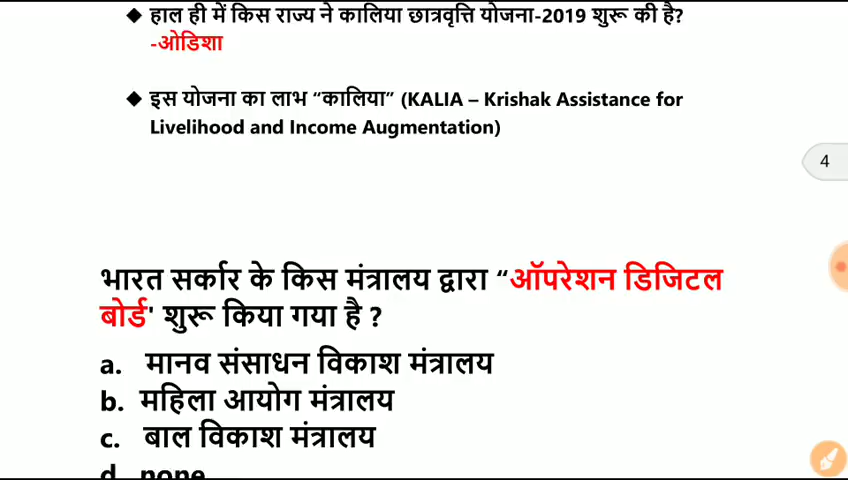 ◆ हाल ही में किस राज्य ने कालिया छात्रवृत्ति योजना-2019 शुरू की है?
-ओडिशा
◆ इस योजना का लाभ “कालिया” (KALIA – Krishak Assistance for
Livelihood and Income Augmentation)
4
भारत सर्कार के किस मंत्रालय द्वारा “ऑपरेशन डिजिटल
बोर्ड' शुरू किया गया है ?
a. मानव संसाधन विकाश मंत्रालय
b. महिला आयोग मंत्रालय
c. बाल विकाश मंत्रालय
d. none